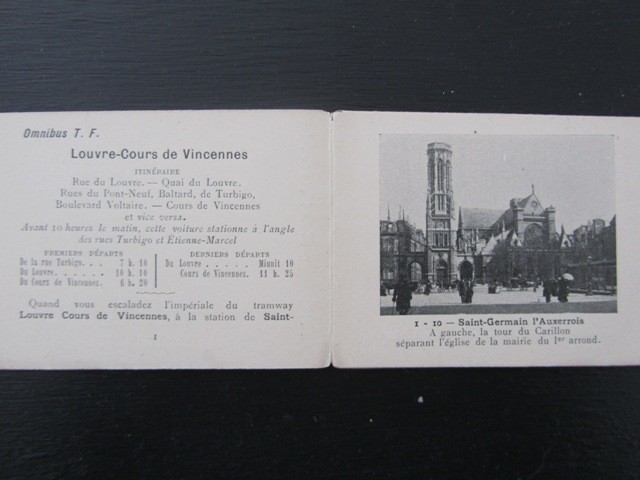 Omnibus T. F.
Louvre-Cours de Vincennes
ITINÉRAIRE
Rue du Louvre. — Quai du Louvre.
Rues du Pont-Neuf, Baltard, de Turbigo,
Boulevard Voltaire. — Cours de Vincennes
et vice versa.
Avant 10 heures le matin, cette voiture stationne à l'angle
des rues Turbigo et Etienne-Marcel
PREMIERS DÉPARTS
De la rue Turbigo. . . 7 h. 10
Du Louvre. . . . . . 10 h. 10
Du Cours de Vincennes. 6 h. 20
DERNIERS DÉPARTS
Du Louvre . . . . . Minuit 10
Cours de Vincennes. 11 h. 25
Quand vous escaladez l'impériale du tramway
Louvre Cours de Vincennes, à la station de Saint-
1
1 - 10 — Saint-Germain l'Auxerrois
A gauche, la tour du Carillon
séparant l'église de la mairie du 1er arrond.